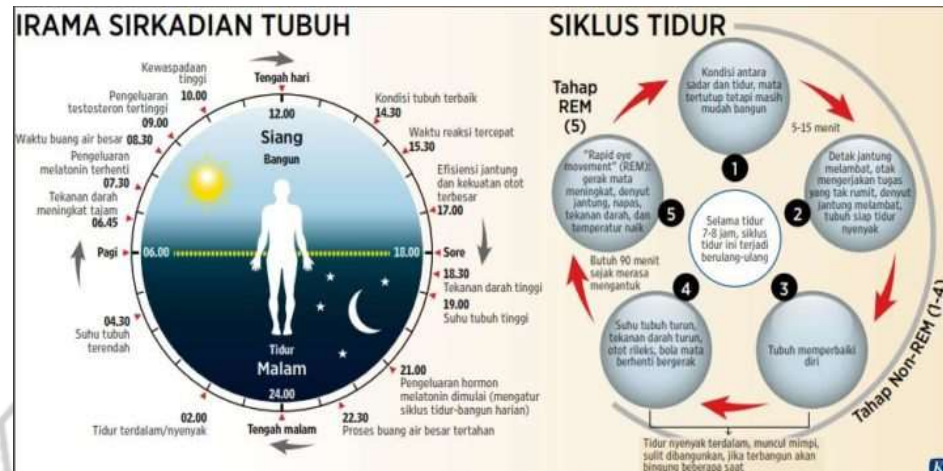 IRAMA SIRKADIAN TUBUH
Kewaspadaan
tinggi
10.00
Pengeluaran
testosteron tertinggi
09.00
Waktu buang air besar 08.30
Pengeluaran
melatonin terhenti
07.30
Tekanan darah
meningkat tajam
06.45
Pagi
06.00
04.30
Suhu tubuh
terendah
02.00
Tidur terdalam/nyenyak
Tengah hari
12.00
Siang
Bangun
Tidur
Malam
24.00
Tengah malam
Kondisi tubuh terbaik
14.30
Waktu reaksi tercepat
15.30
Efisiensi jantung
dan kekuatan otot
terbesar
17.00
18.00
Sore
18.30
Tekanan darah tinggi
19.00
Suhu tubuh tinggi
21.00
Pengeluaran hormon
melatonin dimulai (mengatur
siklus tidur-bangun harian)
22.30
Proses buang air besar tertahan
SIKLUS TIDUR
Tahap
REM
(5)
Kondisi antara
sadar dan tidur, mata
tertutup tetapi masih
mudah bangun
1
5-15 menit
Detak jantung
melambat, otak
mengerjakan tugas
yang tak rumit, denyut
jantung melambat,
tubuh siap tidur
nyenyak
2
3
Tubuh memperbaiki
diri
4
Suhu tubuh turun,
tekanan darah turun,
otot rileks, bola mata
berhenti bergerak
Butuh 90 menit
sejak merasa
mengantuk
5
"Rapid eye
movement" (REM):
gerak mata
meningkat, denyut
jantung, napas,
tekanan darah, dan
temperatur naik
Selama tidur
7-8 jam, siklus
tidur ini terjadi
berulang-ulang
Tahap Non-REM (1-4)
Tidur nyenyak terdalam, muncul mimpi,
sulit dibangunkan, jika terbangun akan
bingung beberapa saat